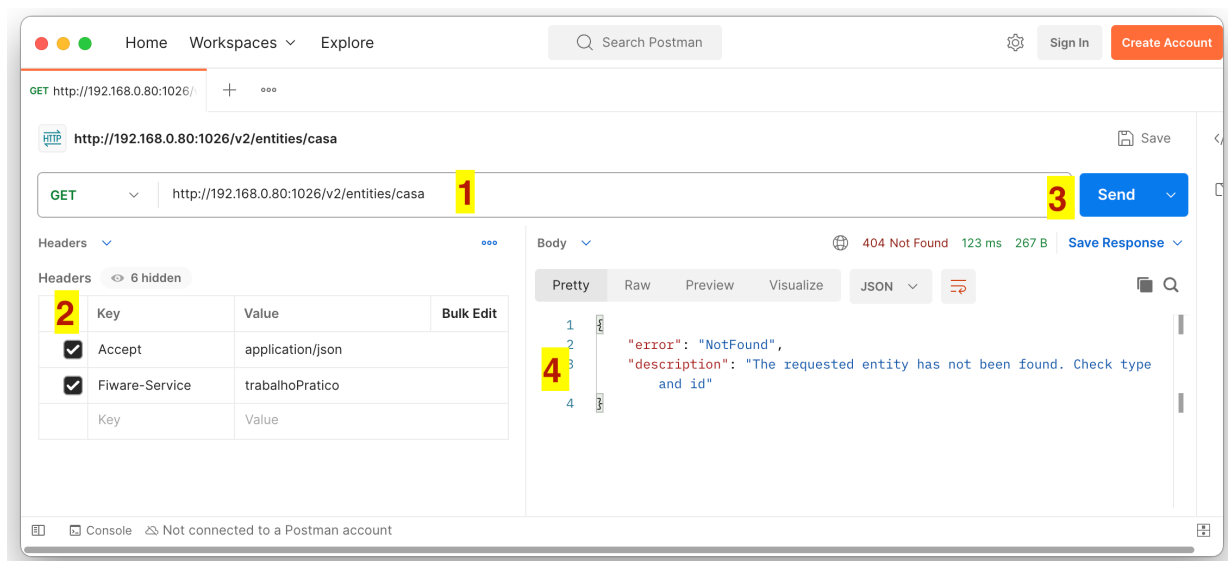 Home Workspaces Explore Search Postman Sign In Create Account
GET http://192.168.0.80:1026/
HTTP http://192.168.0.80:1026/v2/entities/casa Save
GET http://192.168.0.80:1026/v2/entities/casa 1 3 Send
Headers Body 404 Not Found 123 ms 267 B Save Response
Headers 6 hidden Pretty Raw Preview Visualize JSON
2 Key Value Bulk Edit
Accept application/json
Fiware-Service trabalhoPratico
Key Value
1 {
2 "error": "NotFound",
4 3 "description": "The requested entity has not been found. Check type
and id"
4 }
Console Not connected to a Postman account